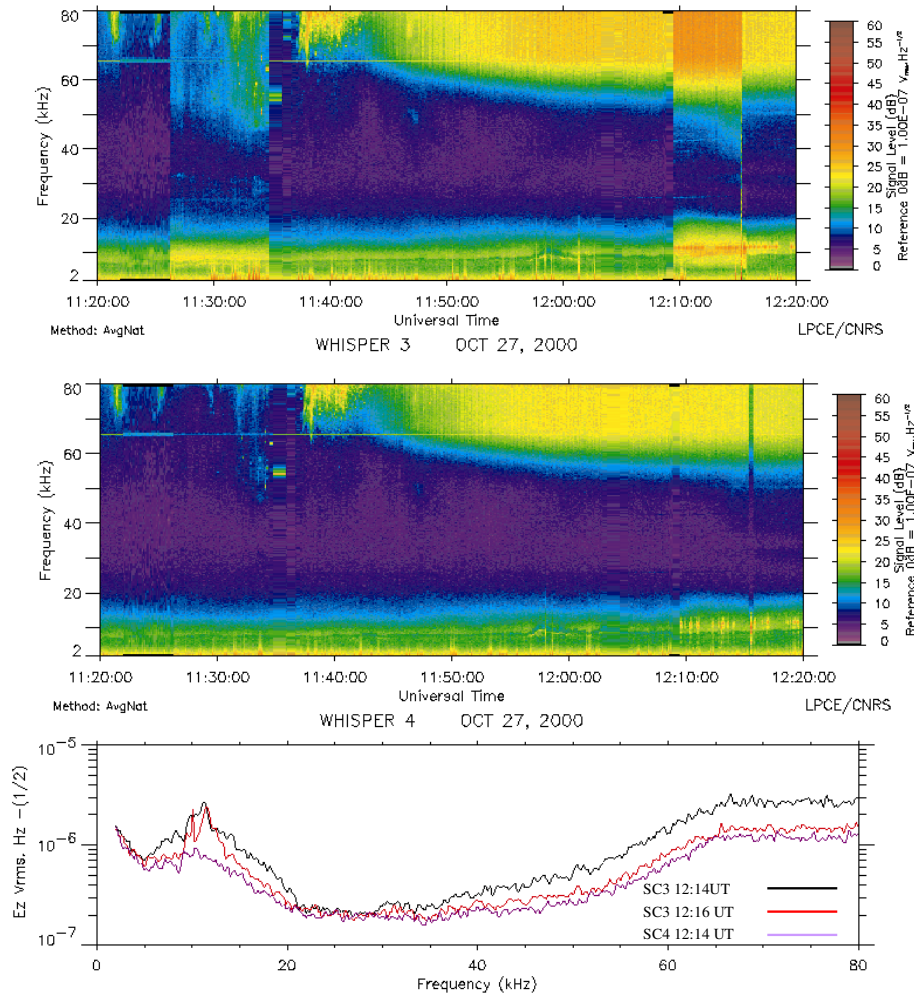 80
60
40
20
2
Frequency (kHz)
11:20:00 11:30:00 11:40:00 11:50:00 12:00:00 12:10:00 12:20:00
Universal Time
Method: AvgNat
LPCE/CNRS
WHISPER 3 OCT 27, 2000
60
55
50
45
40
35
30
25
20
15
10
5
0
Signal Level (dB)
Reference 0dB = 1.00E-07 Vrms.Hz-1/2
80
60
40
20
2
Frequency (kHz)
11:20:00 11:30:00 11:40:00 11:50:00 12:00:00 12:10:00 12:20:00
Universal Time
Method: AvgNat
LPCE/CNRS
WHISPER 4 OCT 27, 2000
60
55
50
45
40
35
30
25
20
15
10
5
0
Signal Level (dB)
Reference 0dB = 1.00E-07
10-5
10-6
10-7
Ez Vrms. Hz -(1/2)
SC3 12:14UT
SC3 12:16 UT
SC4 12:14 UT
0 20 40 60 80
Frequency (kHz)